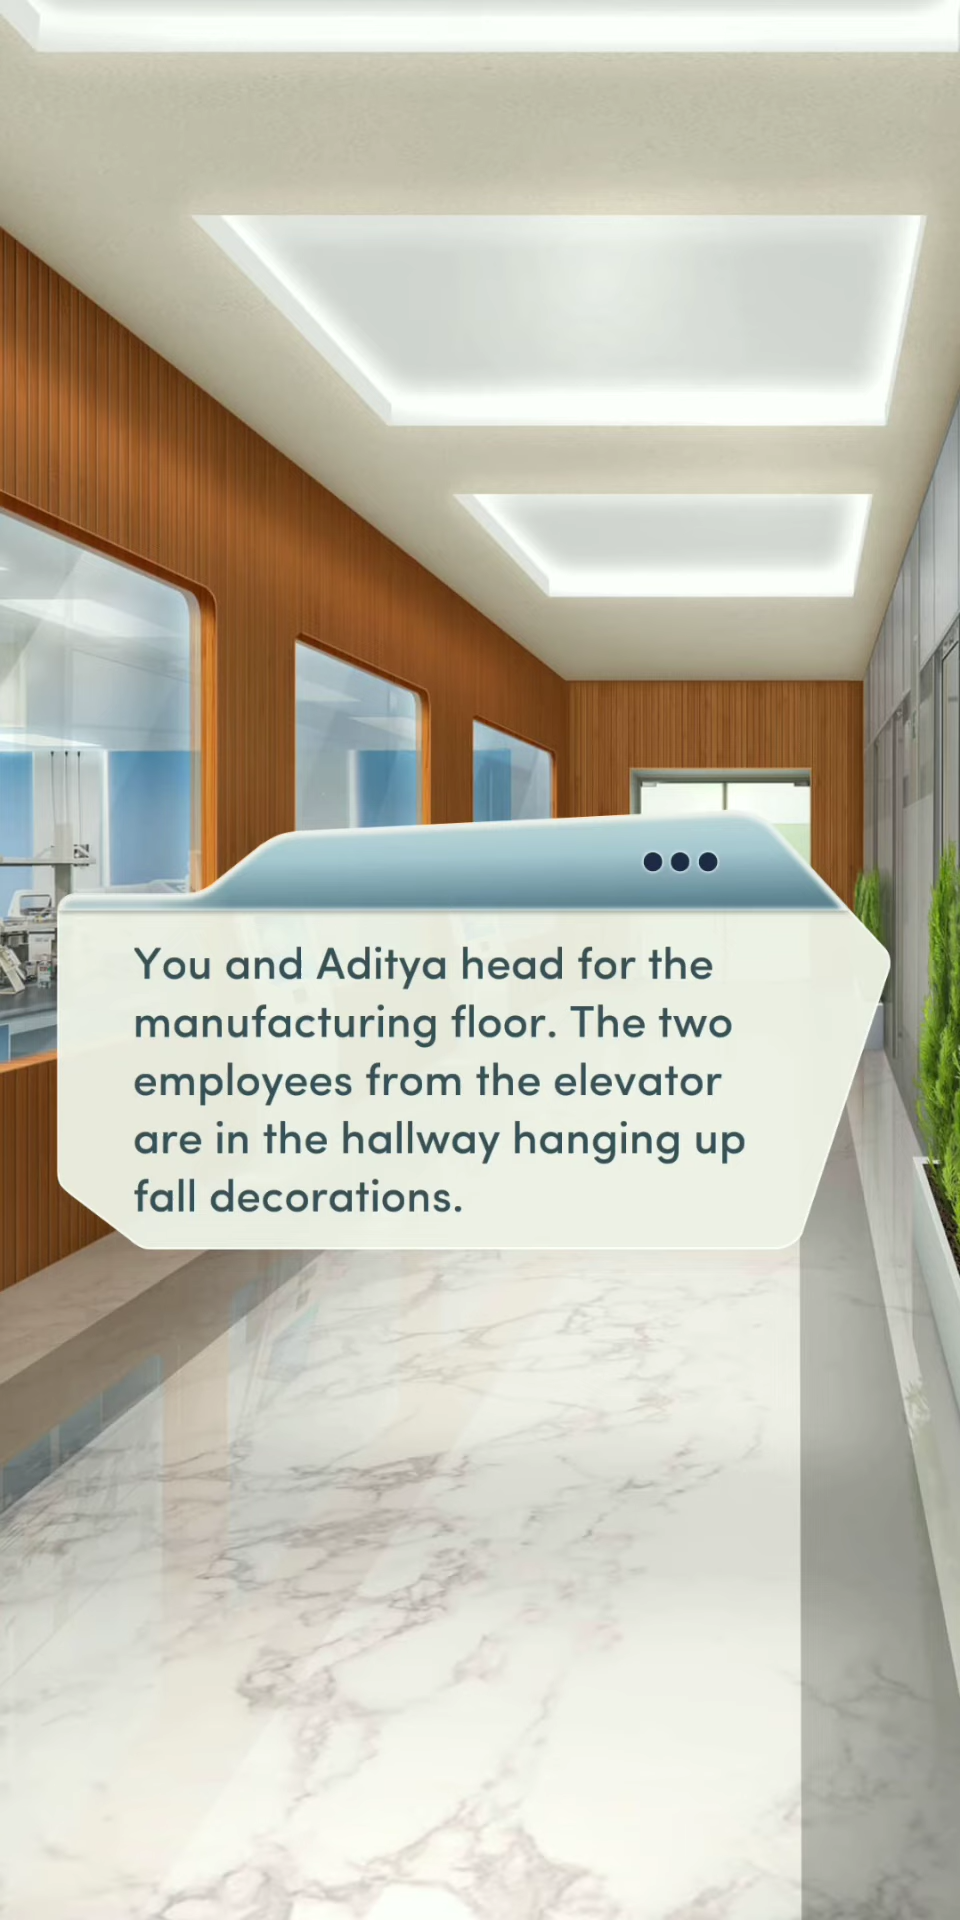 You and Aditya head for the
manufacturing floor. The two
employees from the elevator
are in the hallway hanging up
fall decorations.